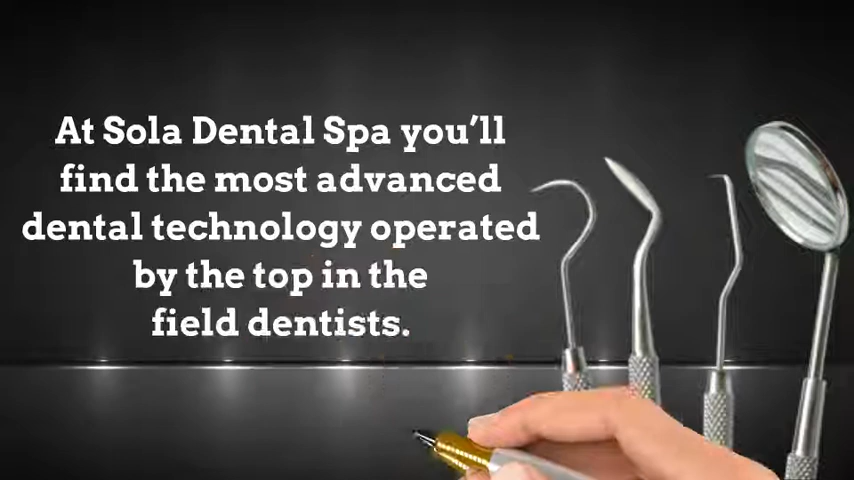 At Sola Dental Spa you’ll
find the most advanced
dental technology operated
by the top in the
field dentists.